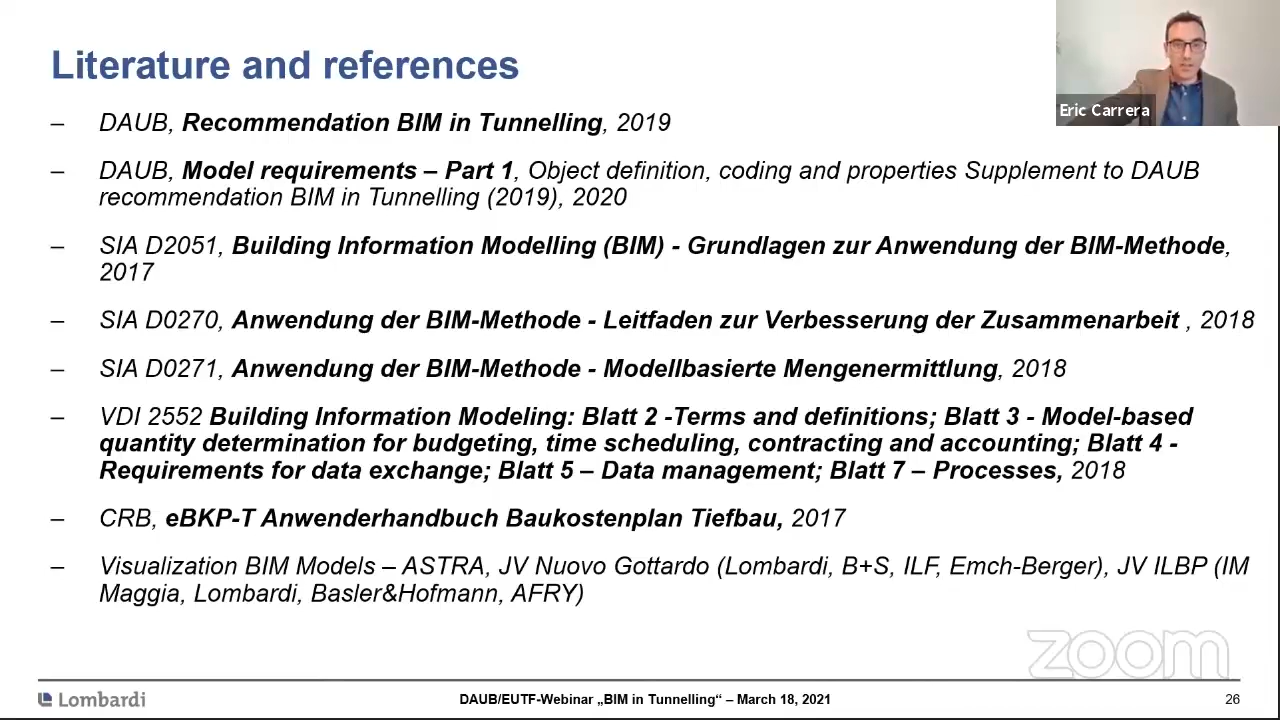 Literature and references
Eric Carrera
– DAUB, Recommendation BIM in Tunnelling, 2019
– DAUB, Model requirements – Part 1, Object definition, coding and properties Supplement to DAUB
recommendation BIM in Tunnelling (2019), 2020
– SIA D2051, Building Information Modelling (BIM) - Grundlagen zur Anwendung der BIM-Methode,
2017
– SIA D0270, Anwendung der BIM-Methode - Leitfaden zur Verbesserung der Zusammenarbeit , 2018
– SIA D0271, Anwendung der BIM-Methode - Modellbasierte Mengenermittlung, 2018
– VDI 2552 Building Information Modeling: Blatt 2 -Terms and definitions; Blatt 3 - Model-based
quantity determination for budgeting, time scheduling, contracting and accounting; Blatt 4 -
Requirements for data exchange; Blatt 5 – Data management; Blatt 7 – Processes, 2018
– CRB, eBKP-T Anwenderhandbuch Baukostenplan Tiefbau, 2017
– Visualization BIM Models – ASTRA, JV Nuovo Gottardo (Lombardi, B+S, ILF, Emch-Berger), JV ILBP (IM
Maggia, Lombardi, Basler&Hofmann, AFRY)
zoom
Lombardi
DAUB/EUTF-Webinar „BIM in Tunnelling“ – March 18, 2021
26